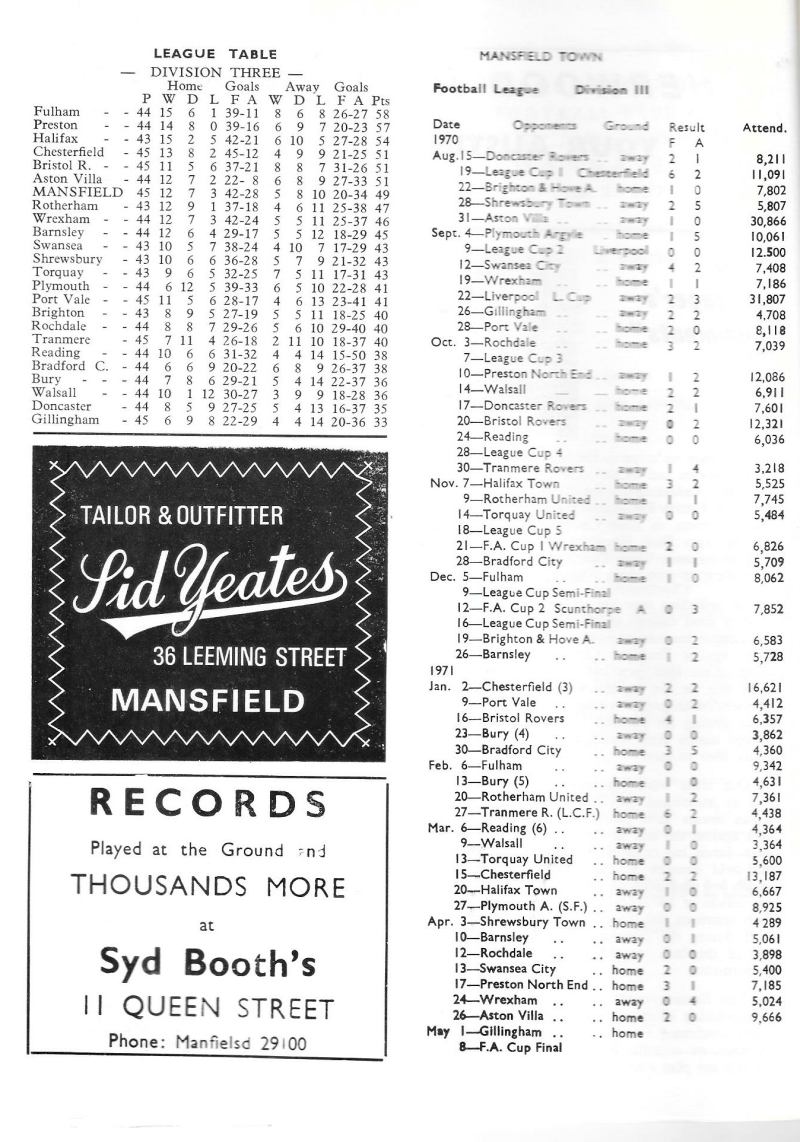 LEAGUE TABLE
— DIVISION THREE —
Home Goals Away Goals
P W D L F A W D L F A Pts
Fulham - - 44 15 6 1 39-11 8 6 8 26-27 58
Preston - - 44 14 8 0 39-16 6 9 7 20-23 57
Halifax - - 43 15 2 5 42-21 6 10 5 27-28 54
Chesterfield - 45 13 8 2 45-12 4 9 9 21-25 51
Bristol R. - - 45 11 5 6 37-21 8 8 7 31-26 51
Aston Villa - - 44 12 7 2 22- 8 6 8 9 27-33 51
MANSFIELD 45 12 7 3 42-28 5 8 10 20-34 49
Rotherham - 43 12 9 1 37-18 4 6 11 25-38 47
Wrexham - - 44 12 7 3 42-24 5 5 11 25-37 46
Barnsley - - 44 12 6 4 29-17 5 5 12 18-29 45
Swansea - - 43 10 5 7 38-24 4 10 7 17-29 43
Shrewsbury - 43 10 6 6 36-28 5 7 9 21-32 43
Torquay - - 43 9 6 5 32-25 7 5 11 17-31 43
Plymouth - - 44 6 12 5 39-33 6 5 10 22-28 41
Port Vale - - 45 11 5 6 28-17 4 6 13 23-41 41
Brighton - - 43 8 9 5 27-19 5 5 11 18-25 40
Rochdale - - 44 8 8 7 29-26 5 6 10 29-40 40
Tranmere - 45 7 11 4 26-18 2 11 10 18-37 40
Reading - - 44 10 6 6 31-32 4 4 14 15-50 38
Bradford C. - 44 6 6 9 20-22 6 8 9 26-37 38
Bury - - - 44 7 8 6 29-21 5 4 14 22-37 36
Walsall - - 44 10 1 12 30-27 3 9 9 18-28 36
Doncaster - 44 8 5 9 27-25 5 4 13 16-37 35
Gillingham - 45 6 9 8 22-29 4 4 14 20-36 33
TAILOR & OUTFITTER
Sid Yeates
36 LEEMING STREET
MANSFIELD
RECORDS
Played at the Ground and
THOUSANDS MORE
at
Syd Booth's
11 QUEEN STREET
Phone: Manfielsd 29100
MANSFIELD TOWN
Football League Division III
Date Opponents Ground Result Attend.
1970 F A
Aug. 15—Doncaster Rovers .. away 2 1 8,211
19—League Cup 1 Chesterfield 6 2 11,091
22—Brighton & Hove A. home 1 0 7,802
28—Shrewsbury Town .. away 2 5 5,807
31—Aston Villa .. away 1 0 30,866
Sept. 4—Plymouth Argyle home 1 5 10,061
9—League Cup 2 Liverpool 0 0 12.500
12—Swansea City .. away 4 2 7,408
19—Wrexham .. home 1 1 7,186
22—Liverpool L. Cup away 2 3 31,807
26—Gillingham .. away 2 2 4,708
28—Port Vale .. home 2 0 8,118
Oct. 3—Rochdale .. home 3 2 7,039
7—League Cup 3
10—Preston North End .. away 1 2 12,086
14—Walsall .. home 2 2 6,911
17—Doncaster Rovers .. home 2 1 7,601
20—Bristol Rovers .. away 0 2 12,321
24—Reading .. home 0 0 6,036
28—League Cup 4
30—Tranmere Rovers .. away 1 4 3,218
Nov. 7—Halifax Town .. home 3 2 5,525
9—Rotherham United .. home 1 1 7,745
14—Torquay United .. away 0 0 5,484
18—League Cup 5
21—F.A. Cup 1 Wrexham home 2 0 6,826
28—Bradford City .. away 1 1 5,709
Dec. 5—Fulham .. .. home 1 0 8,062
9—League Cup Semi-Final
12—F.A. Cup 2 Scunthorpe A 0 3 7,852
16—League Cup Semi-Final
19—Brighton & Hove A. away 0 2 6,583
26—Barnsley .. .. home 1 2 5,728
1971
Jan. 2—Chesterfield (3) .. away 2 2 16,621
9—Port Vale .. .. away 0 2 4,412
16—Bristol Rovers .. home 4 1 6,357
23—Bury (4) .. .. away 0 0 3,862
30—Bradford City .. home 3 5 4,360
Feb. 6—Fulham .. .. away 0 0 9,342
13—Bury (5) .. .. home 1 0 4,631
20—Rotherham United .. away 1 2 7,361
27—Tranmere R. (L.C.F.) home 6 2 4,438
Mar. 6—Reading (6) .. .. away 0 1 4,364
9—Walsall .. .. away 1 0 3,364
13—Torquay United .. home 0 0 5,600
15—Chesterfield .. home 2 2 13,187
20—Halifax Town .. away 1 0 6,667
27—Plymouth A. (S.F.) .. away 0 0 8,925
Apr. 3—Shrewsbury Town .. home 1 1 4 289
10—Barnsley .. .. away 0 1 5,061
12—Rochdale .. .. away 0 0 3,898
13—Swansea City .. home 2 0 5,400
17—Preston North End .. home 3 1 7,185
24—Wrexham .. .. away 0 4 5,024
26—Aston Villa .. .. home 2 0 9,666
May 1—Gillingham .. .. home
8—F.A. Cup Final